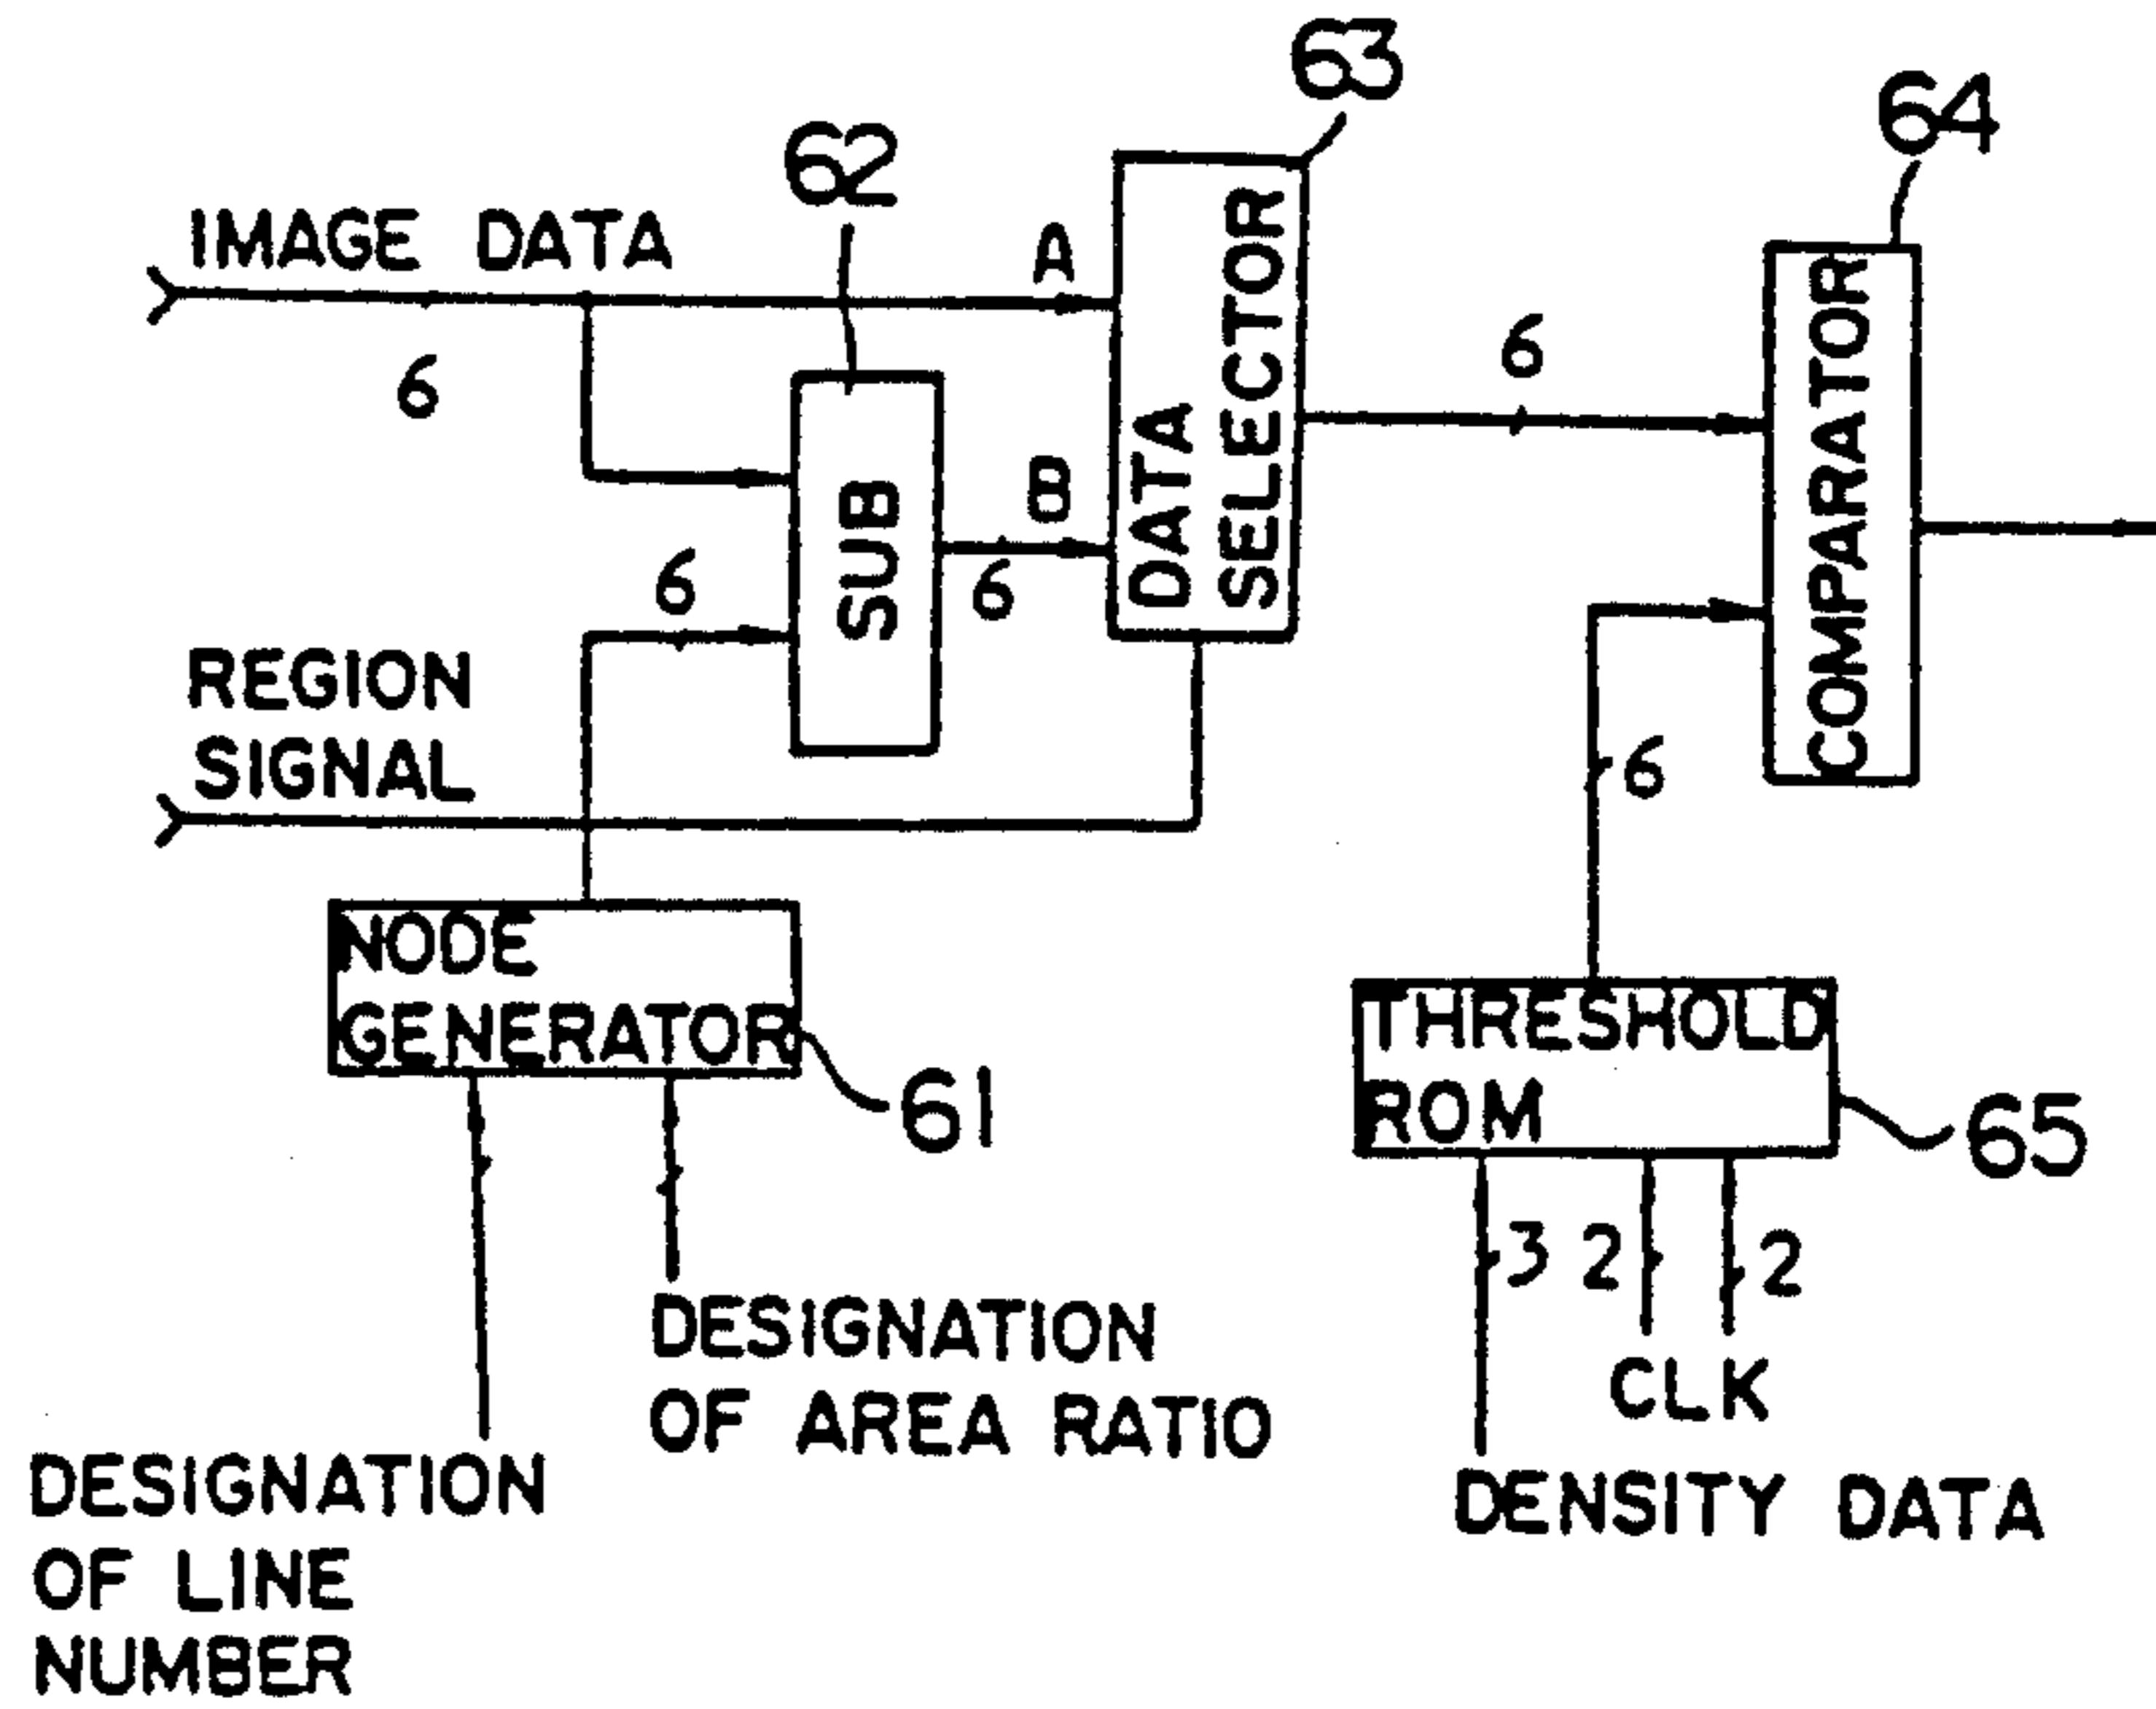 63
64
62
IMAGE DATA
A
6
6
SUB
B
6
6
DATA
SELECTOR
COMPARATOR
REGION
SIGNAL
6
NODE
GENERATOR
61
THRESHOLD
ROM
65
3 2
2
CLK
DESIGNATION
OF AREA RATIO
DENSITY DATA
DESIGNATION
OF LINE
NUMBER